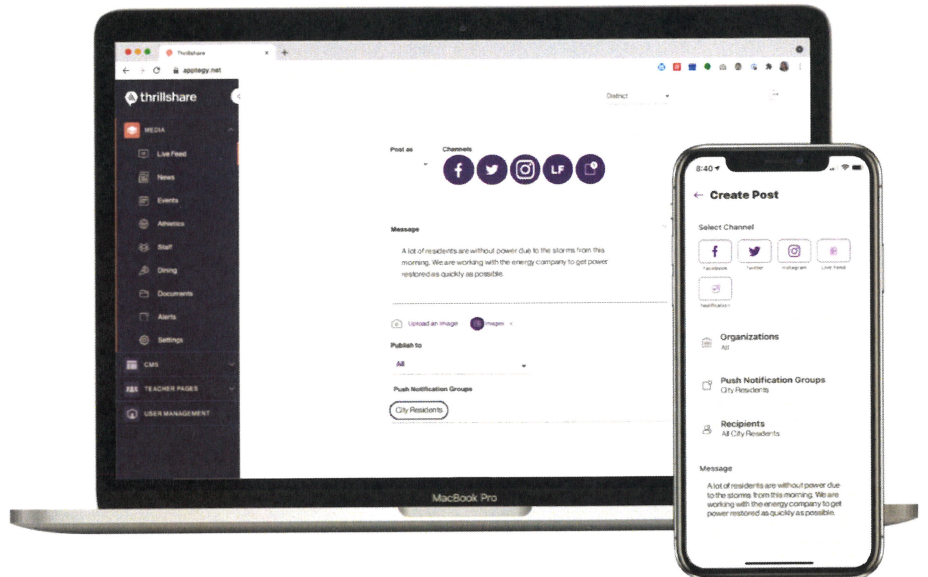 Thrillshare
apptegy.net
thrillshare
District
MEDIA
Live Feed
News
Events
Athletics
Staff
Dining
Documents
Alerts
Settings
CMS
TEACHER PAGES
USER MANAGEMENT
Post as
Channels
LF
Message
A lot of residents are without power due to the storms from this
morning. We are working with the energy company to get power
restored as quickly as possible.
Upload an Image
Images
Publish to
All
Push Notification Groups
City Residents
MacBook Pro
8:40
← Create Post
Select Channel
Facebook
Twitter
Instagram
Live Feed
Notification
Organizations
All
Push Notification Groups
City Residents
Recipients
All City Residents
Message
A lot of residents are without power due
to the storms from this morning. We are
working with the energy company to get
power restored as quickly as possible.